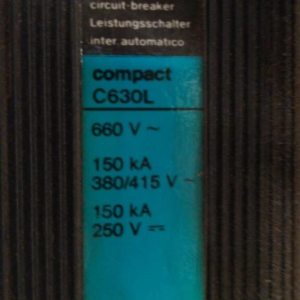 circuit-breaker
Leistungsschalter
inter.automatico
compact
C630L
660 V ~
150 kA
380/415 V ~
150 kA
250 V ⎓